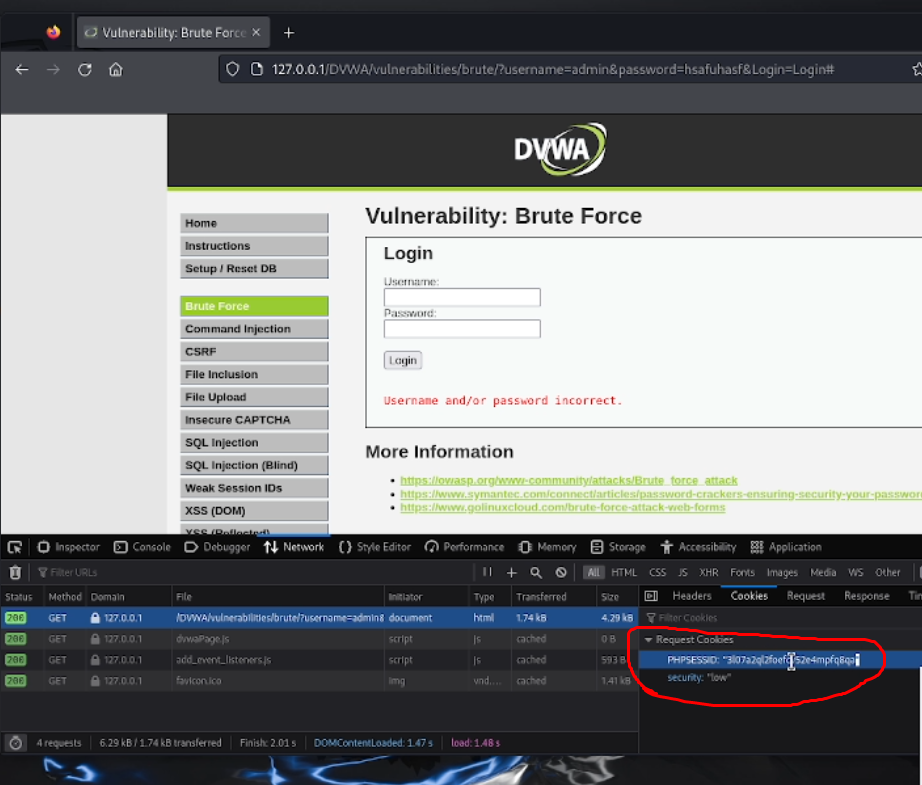 Vulnerability: Brute Force
127.0.0.1/DVWA/vulnerabilities/brute/?username=admin&password=hsafuhasf&Login=Login#
DVWA
Home
Instructions
Setup / Reset DB
Brute Force
Command Injection
CSRF
File Inclusion
File Upload
Insecure CAPTCHA
SQL Injection
SQL Injection (Blind)
Weak Session IDs
XSS (DOM)
XSS (Reflected)
Vulnerability: Brute Force
Login
Username:
Password:
Login
Username and/or password incorrect.
More Information
• https://owasp.org/www-community/attacks/Brute_force_attack
• https://www.symantec.com/connect/articles/password-crackers-ensuring-security-your-passwor
• https://www.golinuxcloud.com/brute-force-attack-web-forms
Inspector Console Debugger Network Style Editor Performance Memory Storage Accessibility Application
Filter URLs All HTML CSS JS XHR Fonts Images Media WS Other
Status Method Domain File Initiator Type Transferred Size
200 GET 127.0.0.1 /DVWA/vulnerabilities/brute/?username=admin& document html 1.74 kB 4.29 kB
200 GET 127.0.0.1 dvwaPage.js script js cached 0 B
200 GET 127.0.0.1 add_event_listeners.js script js cached 593 B
200 GET 127.0.0.1 favicon.ico img vnd.... cached 1.41 kB
4 requests 6.29 kB / 1.74 kB transferred Finish: 2.01 s DOMContentLoaded: 1.47 s load: 1.48 s
Headers Cookies Request Response Tim
Filter Cookies
Request Cookies
PHPSESSID:
security: "low"